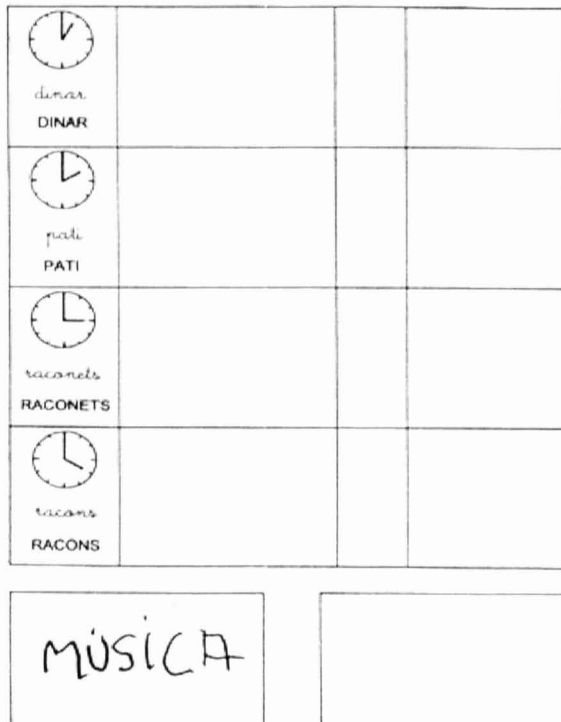 dinar
DINAR
pati
PATI
raconets
RACONETS
racons
RACONS
MÚSICA